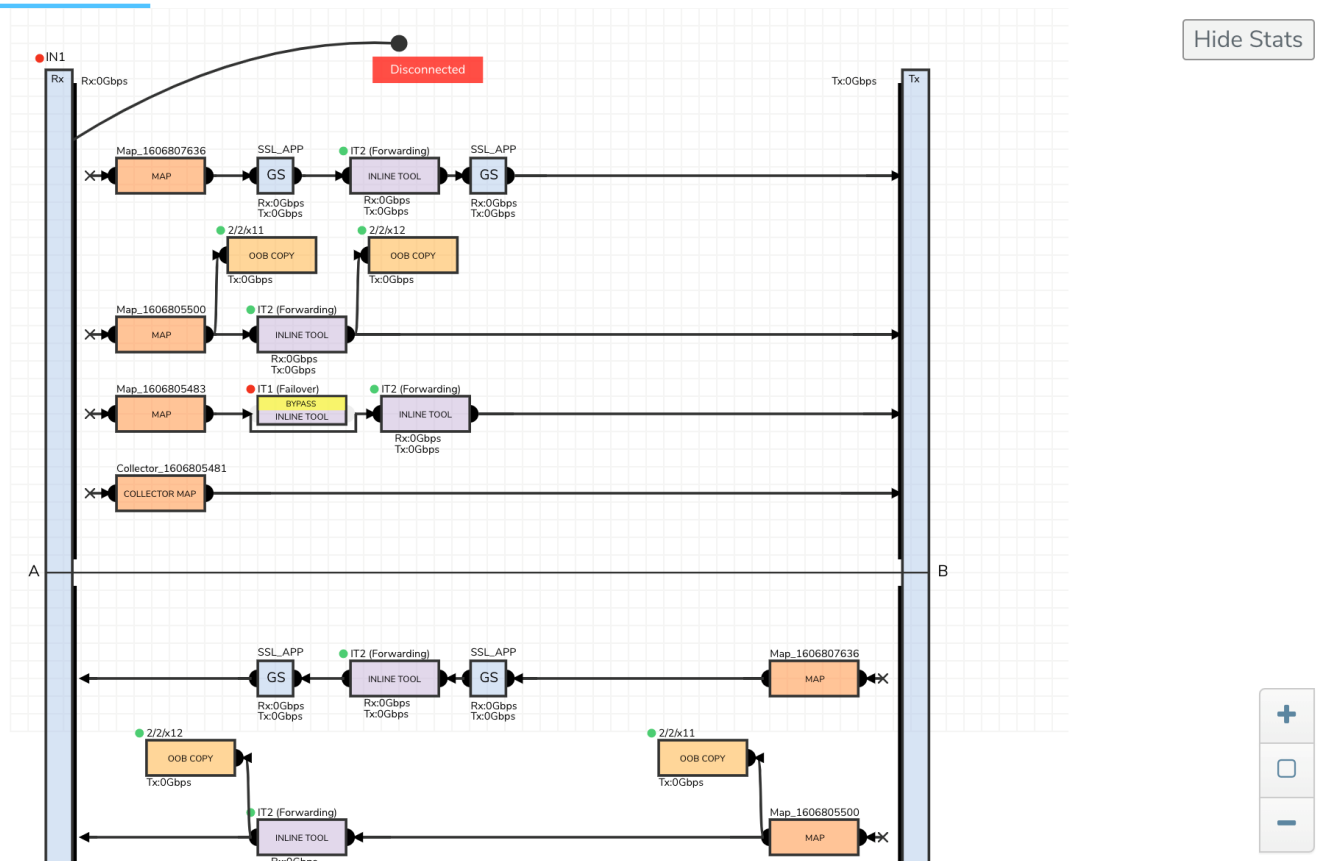 Hide Stats
IN1
Disconnected
Rx
Rx:0Gbps
Tx:0Gbps
Tx
Map_1606807636
SSL_APP
IT2 (Forwarding)
SSL_APP
MAP
GS
INLINE TOOL
GS
Rx:0Gbps
Tx:0Gbps
Rx:0Gbps
Tx:0Gbps
Rx:0Gbps
Tx:0Gbps
2/2/x11
2/2/x12
OOB COPY
OOB COPY
Tx:0Gbps
Tx:0Gbps
Map_1606805500
IT2 (Forwarding)
MAP
INLINE TOOL
Rx:0Gbps
Tx:0Gbps
Map_1606805483
IT1 (Failover)
IT2 (Forwarding)
MAP
BYPASS
INLINE TOOL
INLINE TOOL
Rx:0Gbps
Tx:0Gbps
Collector_1606805481
COLLECTOR MAP
A
B
SSL_APP
IT2 (Forwarding)
SSL_APP
Map_1606807636
GS
INLINE TOOL
GS
MAP
Rx:0Gbps
Tx:0Gbps
Rx:0Gbps
Tx:0Gbps
Rx:0Gbps
Tx:0Gbps
2/2/x12
2/2/x11
OOB COPY
OOB COPY
Tx:0Gbps
Tx:0Gbps
IT2 (Forwarding)
Map_1606805500
INLINE TOOL
MAP